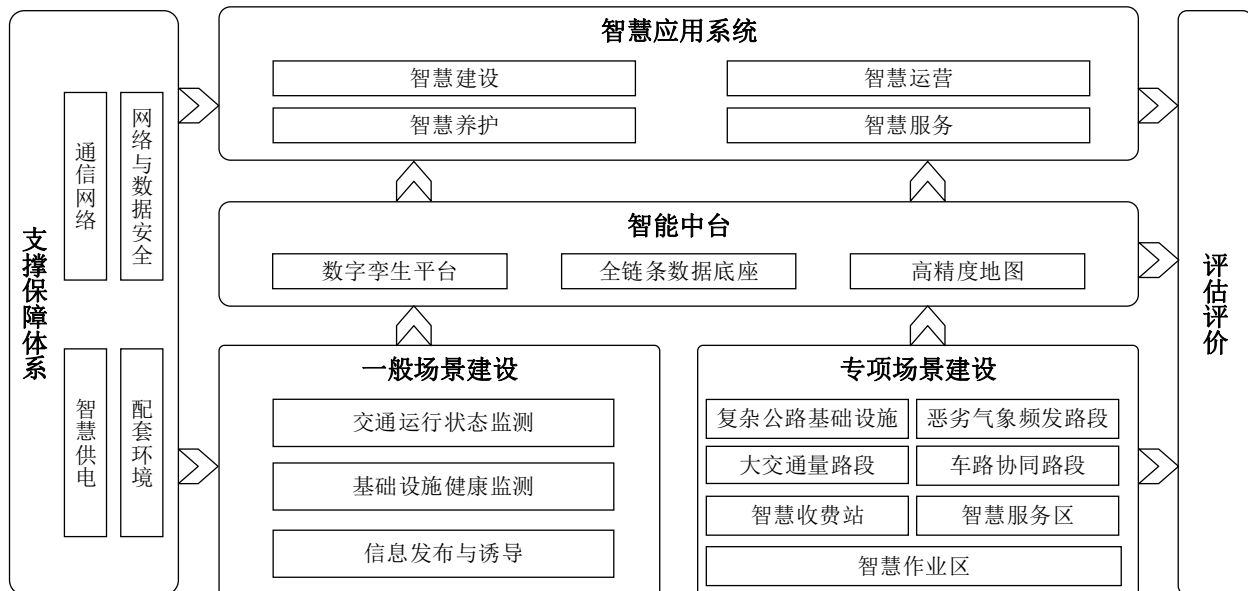 支撑保障体系
通信网络
网络与数据安全
智慧供电
配套环境
智慧应用系统
智慧建设
智慧运营
智慧养护
智慧服务
智能中台
数字孪生平台
全链条数据底座
高精度地图
一般场景建设
交通运行状态监测
基础设施健康监测
信息发布与诱导
专项场景建设
复杂公路基础设施
恶劣气象频发路段
大交通量路段
车路协同路段
智慧收费站
智慧服务区
智慧作业区
评估评价